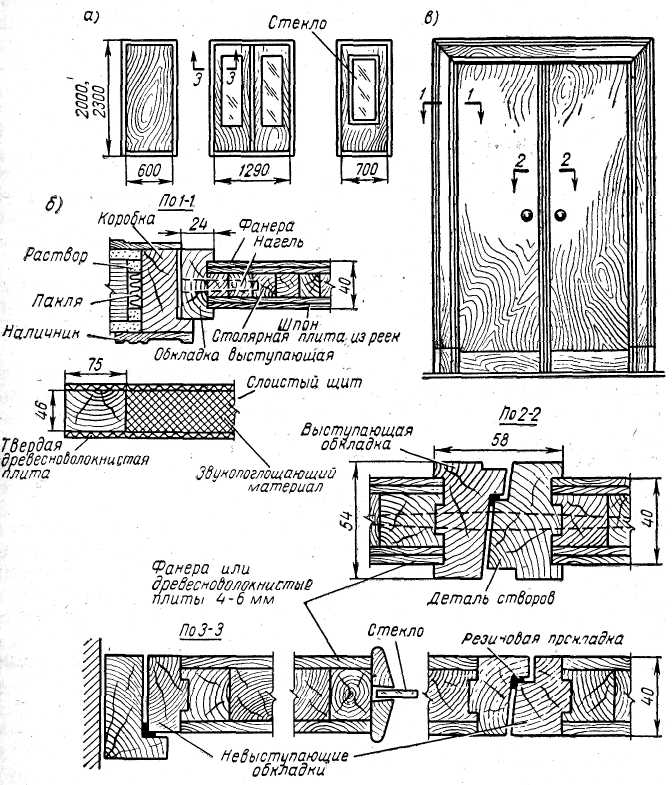 а)
Стекло
в)
2000,
2300
3
3
600
1290
700
1
1
2
2
б)
По 1-1
Коробка
24
Фанера
Нагель
Раствор
Пакля
40
Наличник
Столярная плита из реек
Шпон
Обкладка выступающая
75
46
Слоистый щит
Твердая
древесноволокнистая
плита
Звукопоглощающий
материал
По 2-2
Выступающая
обкладка
58
54
40
Фанера или
древесноволокнистые
плиты 4-6 мм
Деталь створов
По 3-3
Стекло
Резиновая прокладка
40
Невыступающие
обкладки